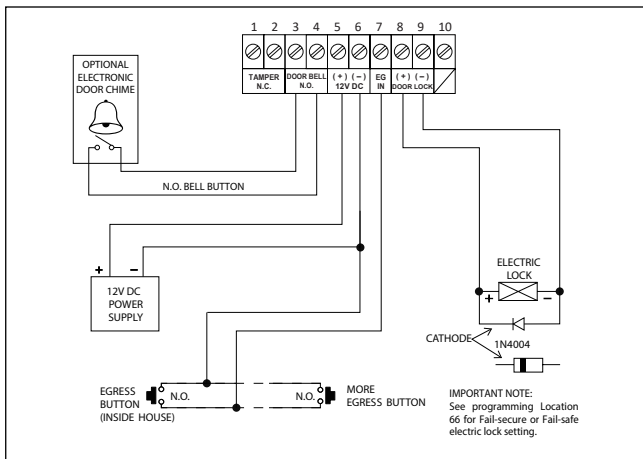 1 2 3 4 5 6 7 8 9 10
TAMPER
N.C.
DOOR BELL
N.O.
(+) (−)
12V DC
EG
IN
(+) (−)
DOOR LOCK
OPTIONAL
ELECTRONIC
DOOR CHIME
N.O. BELL BUTTON
+ −
12V DC
POWER
SUPPLY
ELECTRIC
LOCK
+ −
CATHODE
1N4004
EGRESS
BUTTON
(INSIDE HOUSE)
N.O.
N.O.
MORE
EGRESS BUTTON
IMPORTANT NOTE:
See programming Location
66 for Fail-secure or Fail-safe
electric lock setting.